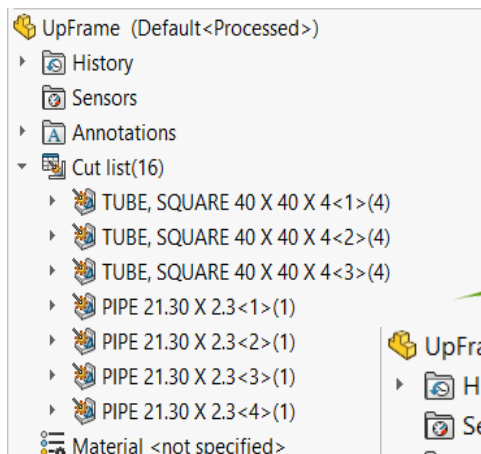 UpFrame (Default<Processed>)
History
Sensors
Annotations
Cut list(16)
TUBE, SQUARE 40 X 40 X 4<1>(4)
TUBE, SQUARE 40 X 40 X 4<2>(4)
TUBE, SQUARE 40 X 40 X 4<3>(4)
PIPE 21.30 X 2.3<1>(1)
PIPE 21.30 X 2.3<2>(1)
PIPE 21.30 X 2.3<3>(1)
PIPE 21.30 X 2.3<4>(1)
Material <not specified>
UpFra
H
Se